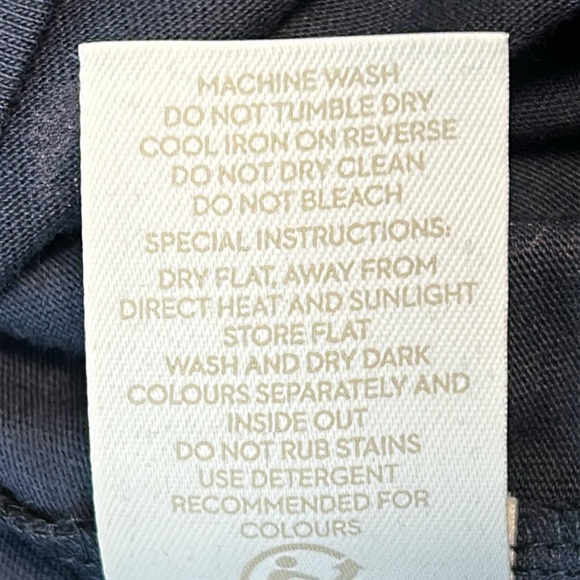 MACHINE WASH
DO NOT TUMBLE DRY
COOL IRON ON REVERSE
DO NOT DRY CLEAN
DO NOT BLEACH
SPECIAL INSTRUCTIONS:
DRY FLAT, AWAY FROM
DIRECT HEAT AND SUNLIGHT
STORE FLAT
WASH AND DRY DARK
COLOURS SEPARATELY AND
INSIDE OUT
DO NOT RUB STAINS
USE DETERGENT
RECOMMENDED FOR
COLOURS